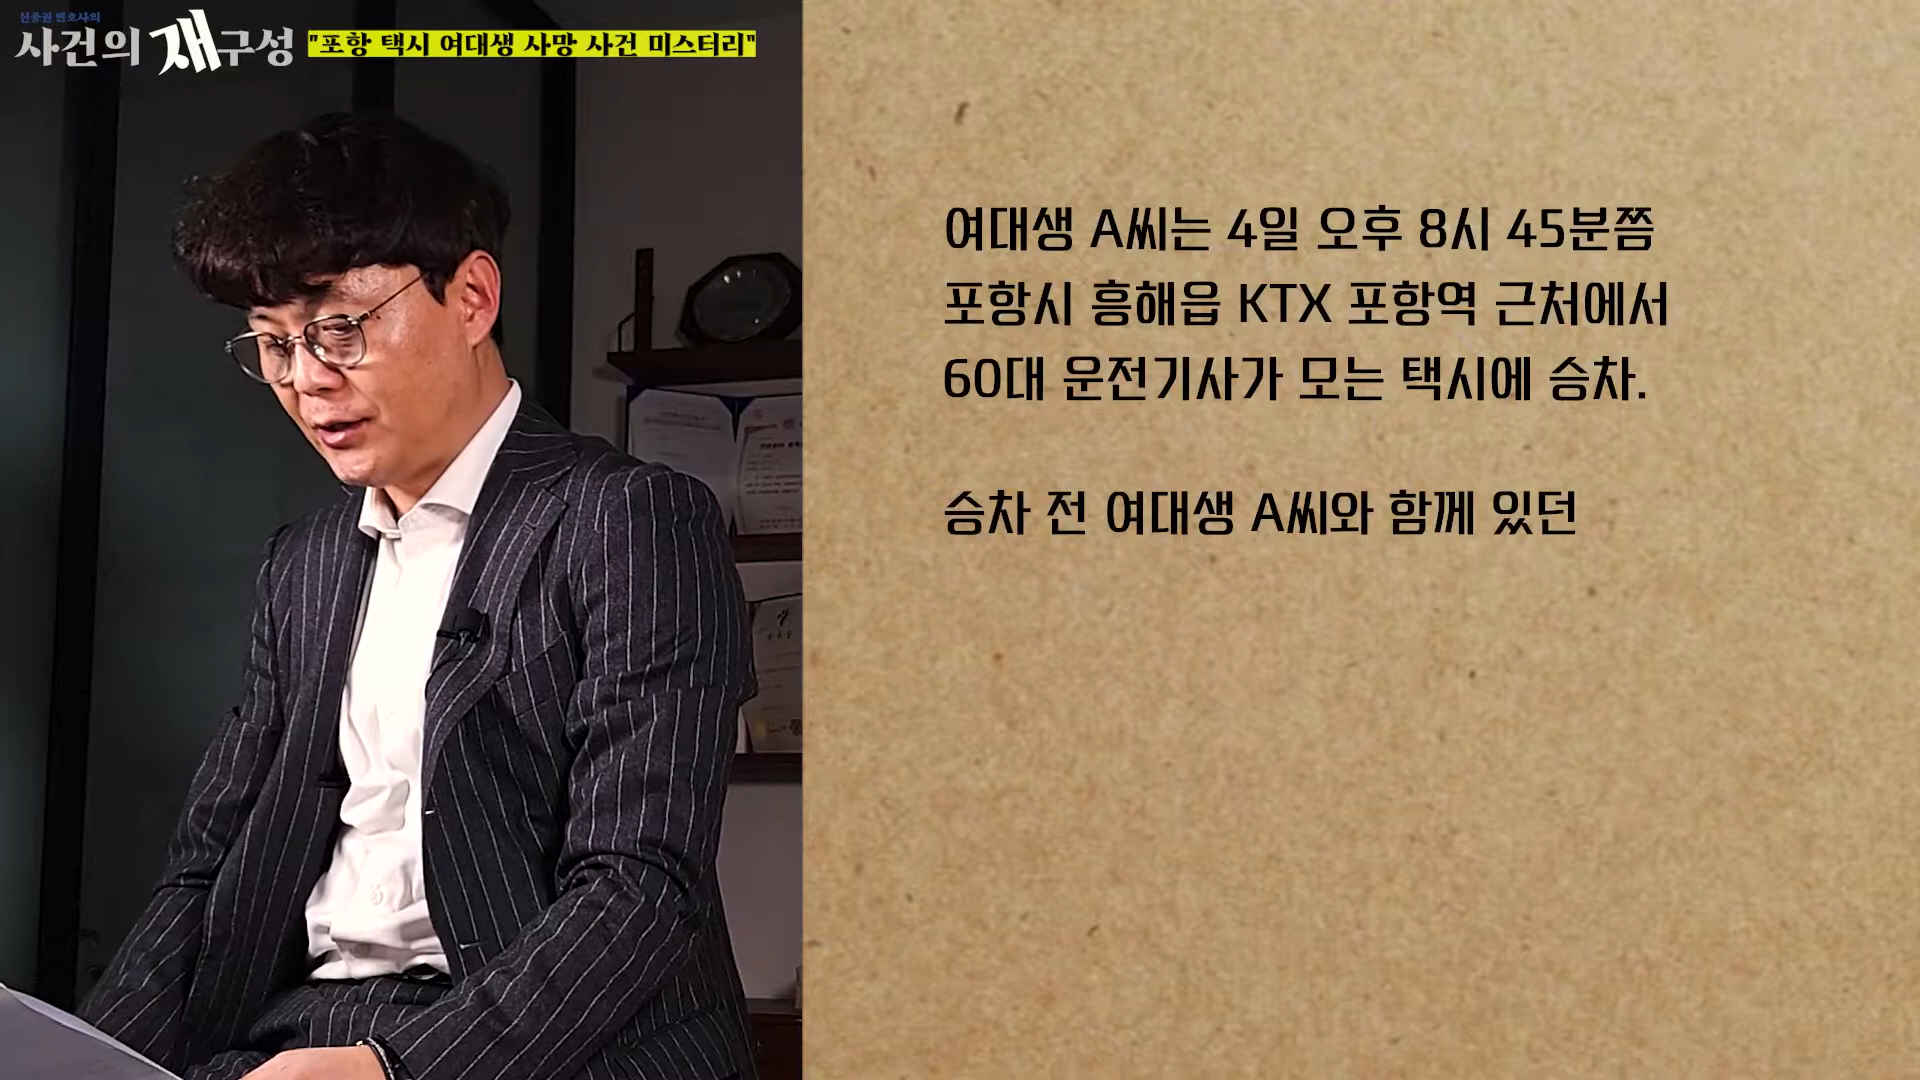 신중권 변호사의
사건의 재구성
"포항 택시 여대생 사망 사건 미스터리"
여대생 A씨는 4일 오후 8시 45분쯤
포항시 흥해읍 KTX 포항역 근처에서
60대 운전기사가 모는 택시에 승차.
승차 전 여대생 A씨와 함께 있던